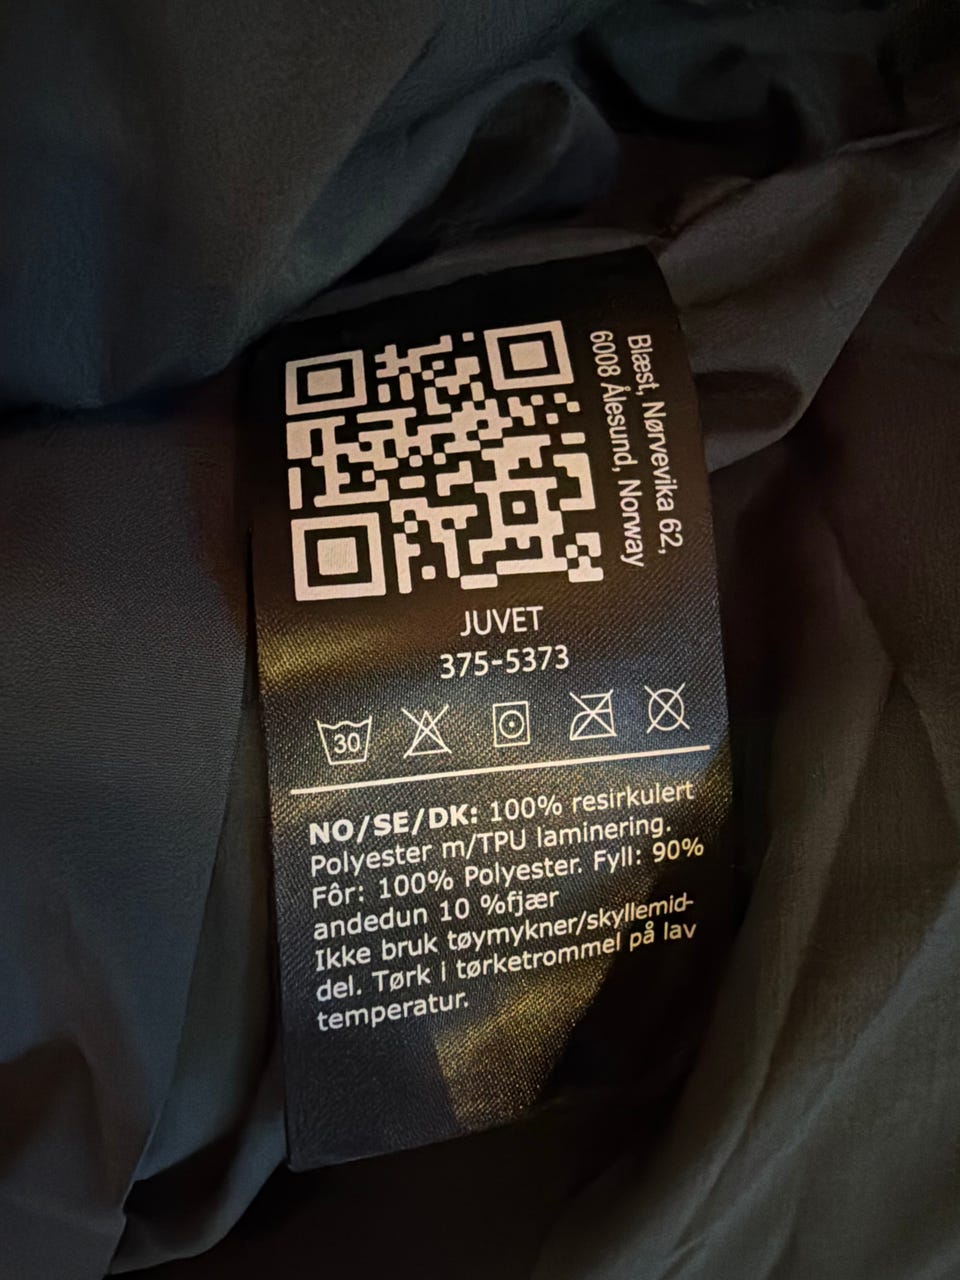 Blæst, Nørvevika 62,
6008 Ålesund, Norway
JUVET
375-5373
30
NO/SE/DK: 100% resirkulert
Polyester m/TPU laminering.
Fôr: 100% Polyester. Fyll: 90%
andedun 10 %fjær
Ikke bruk tøymykner/skyllemid-
del. Tørk i tørketrommel på lav
temperatur.